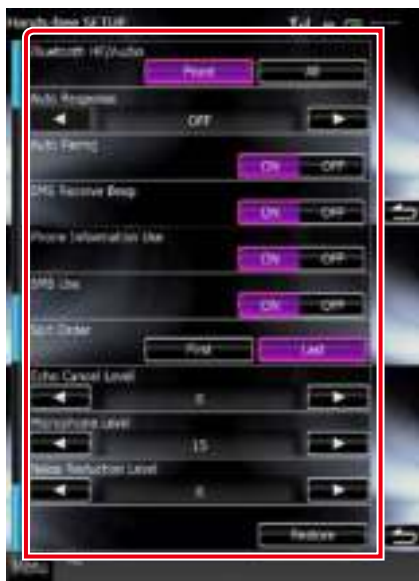 Hands-free SETUP
Bluetooth HF/Audio
Front All
Auto Response
OFF
Auto Pairing
ON OFF
SMS Receive Beep
ON OFF
Phone Information Use
ON OFF
SMS Use
ON OFF
Sort Order
First Last
Echo Cancel Level
Microphone Level
15
Noise Reduction Level
Restore